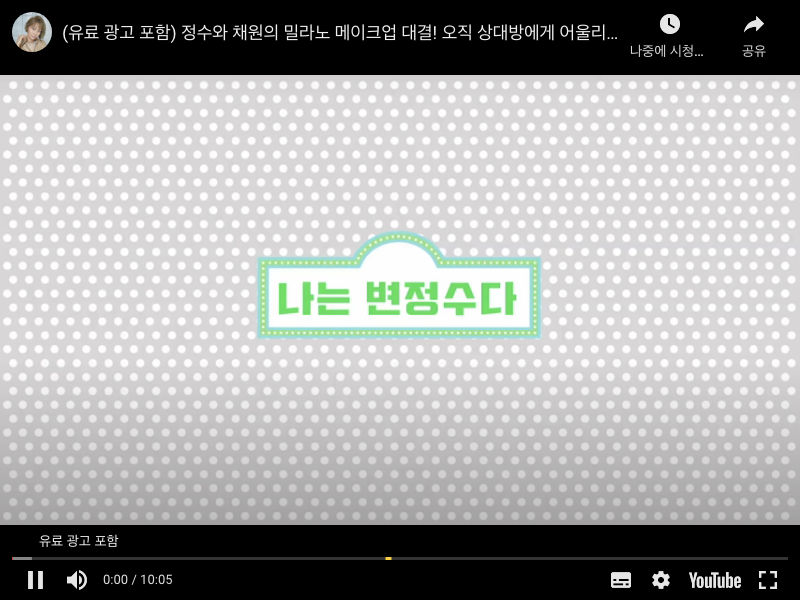 (유료 광고 포함) 정수와 채원의 밀라노 메이크업 대결! 오직 상대방에게 어울리...
나중에 시청...
공유
나는 변정수다
유료 광고 포함
0:00 / 10:05
YouTube